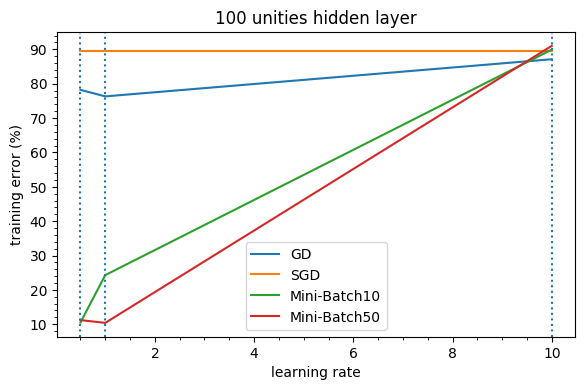 100 unities hidden layer
training error (%)
90
80
70
60
50
40
30
20
10
GD
SGD
Mini-Batch10
Mini-Batch50
2
4
6
8
10
learning rate